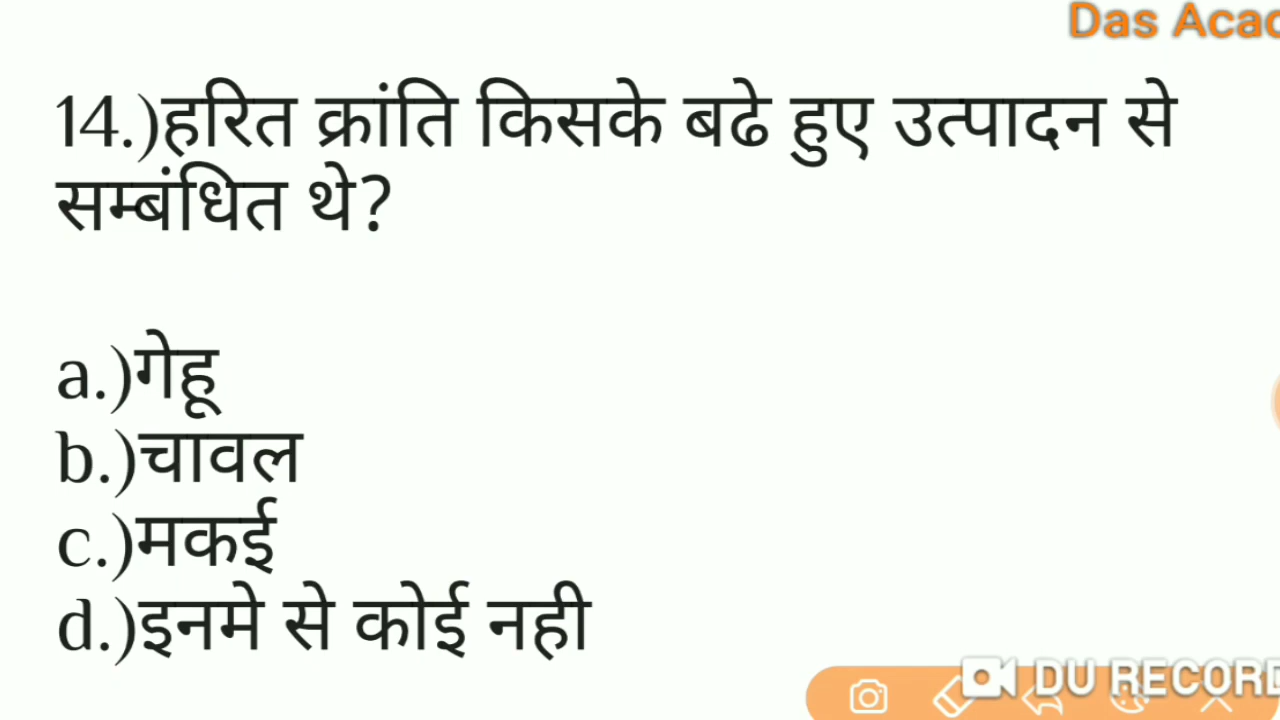 Das Acad
14.)हरित क्रांति किसके बढे हुए उत्पादन से
सम्बंधित थे?
a.)गेहू
b.)चावल
c.)मकई
d.)इनमे से कोई नही
DU RECORD